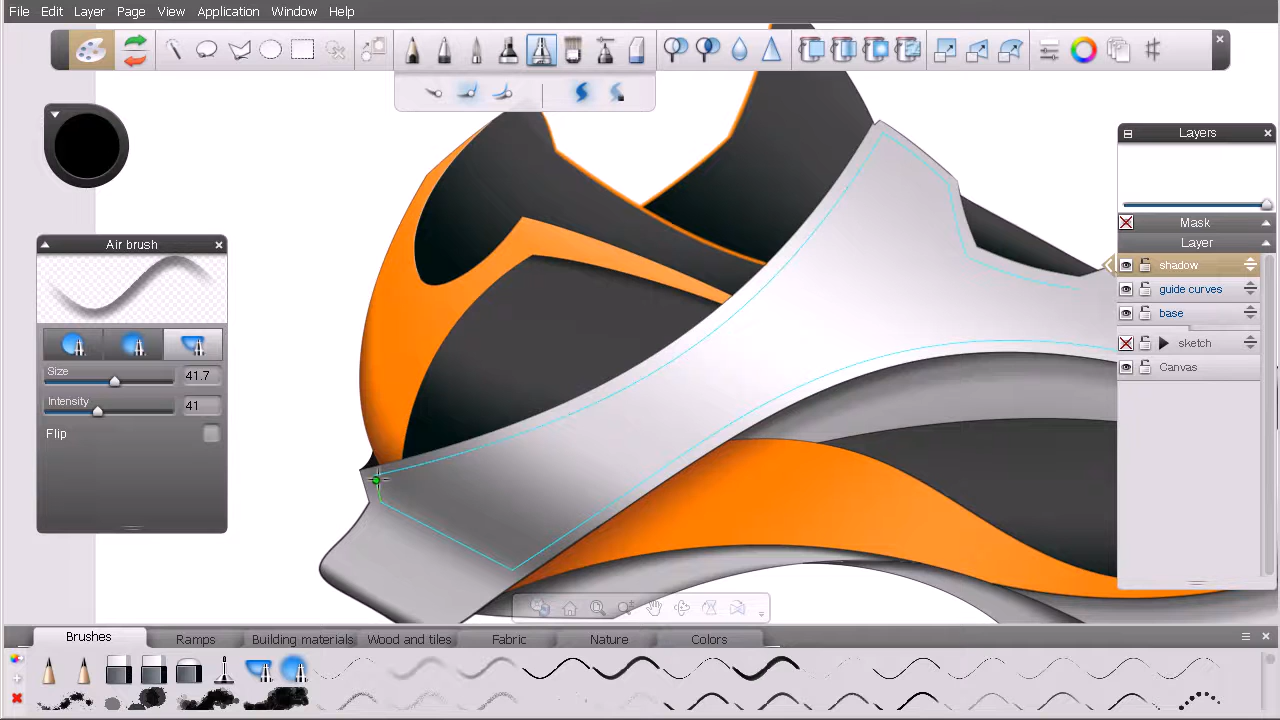 File Edit Layer Page View Application Window Help
Layers
Mask
Layer
shadow
guide curves
base
sketch
Canvas
Air brush
Size
41.7
Intensity
41
Flip
Brushes Ramps Building materials Wood and tiles Fabric Nature Colors